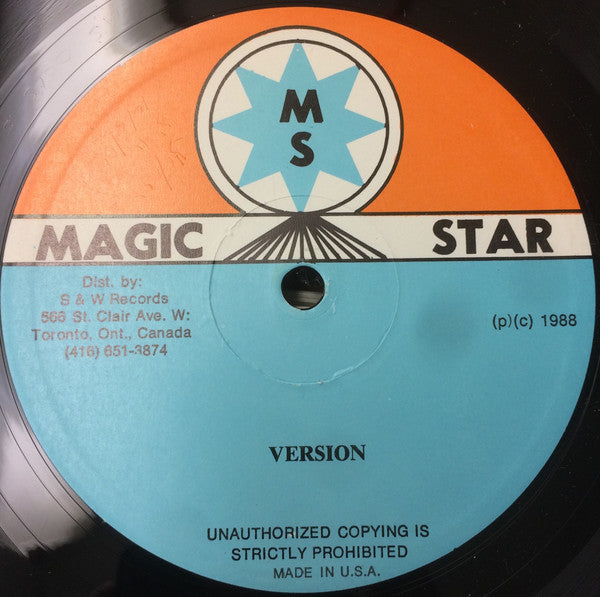 M
S
MAGIC STAR
Dist. by:
S & W Records
566 St. Clair Ave. W:
Toronto, Ont., Canada
(416) 651-3874
(p)(c) 1988
VERSION
UNAUTHORIZED COPYING IS
STRICTLY PROHIBITED
MADE IN U.S.A.